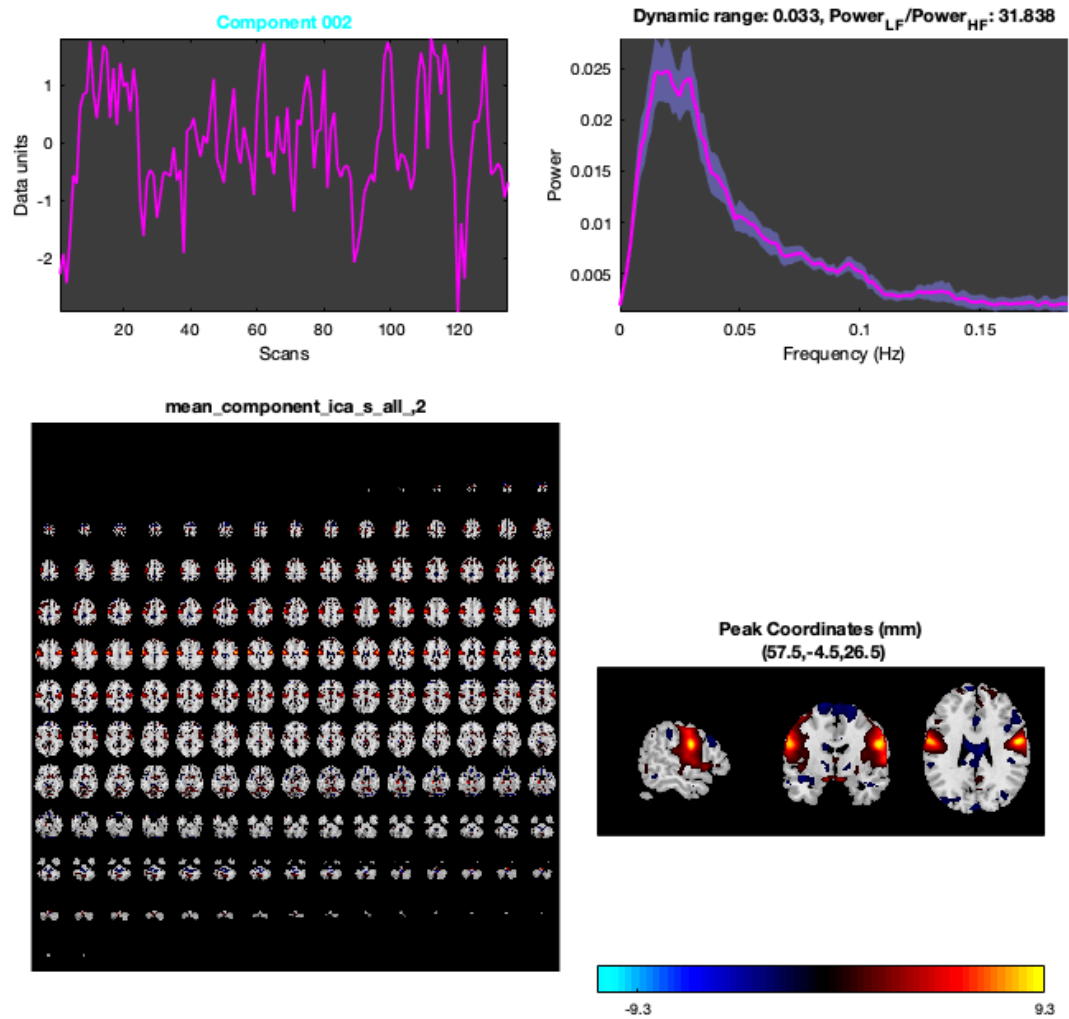 Component 002
1
0
-1
-2
Data units
20
40
60
80
100
120
Scans
Dynamic range: 0.033, Power_LF/Power_HF: 31.838
0.025
0.02
0.015
0.01
0.005
Power
0
0.05
0.1
0.15
Frequency (Hz)
mean_component_ica_s_all_,2
Peak Coordinates (mm)
(57.5,-4.5,26.5)
-9.3
9.3